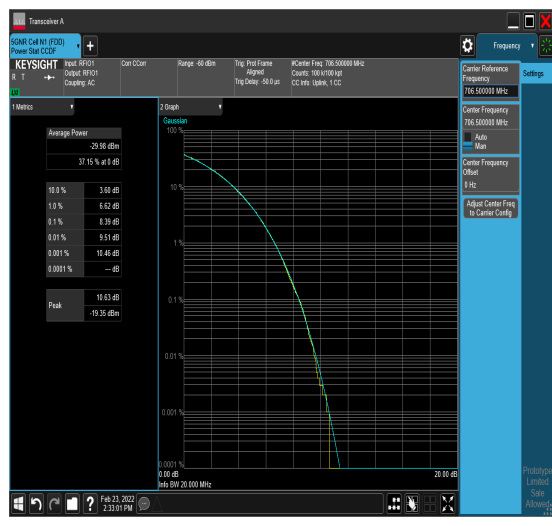 Transceiver A
5GNR Cell N1 (FDD)
Power Stat CCDF
Frequency
KEYSIGHT
R T
Input: RFIO1
Output: RFIO1
Coupling: AC
Corr CCorr
Range: -60 dBm
Trig: Prol Frame
Aligned
Trig Delay: -50.0 µs
#Center Freq: 706.500000 MHz
Counts: 100 k/100 kpt
CC Info: Uplink, 1 CC
Carrier Reference
Frequency
706.500000 MHz
Settings
Center Frequency
706.500000 MHz
Auto
Man
Center Frequency
Offset
0 Hz
Adjust Center Freq
to Carrier Config
1 Metrics
Average Power
-29.98 dBm
37.15 % at 0 dB
10.0 % 3.60 dB
1.0 % 6.62 dB
0.1 % 8.39 dB
0.01 % 9.51 dB
0.001 % 10.46 dB
0.0001 % --- dB
Peak
10.63 dB
-19.35 dBm
2 Graph
Gaussian
100 %
10 %
1 %
0.1 %
0.01 %
0.001 %
0.0001 %
0.00 dB 20.00 dB
Info BW 20.000 MHz
Feb 23, 2022
2:33:01 PM
Prototype
Limited
Sale
Allowed